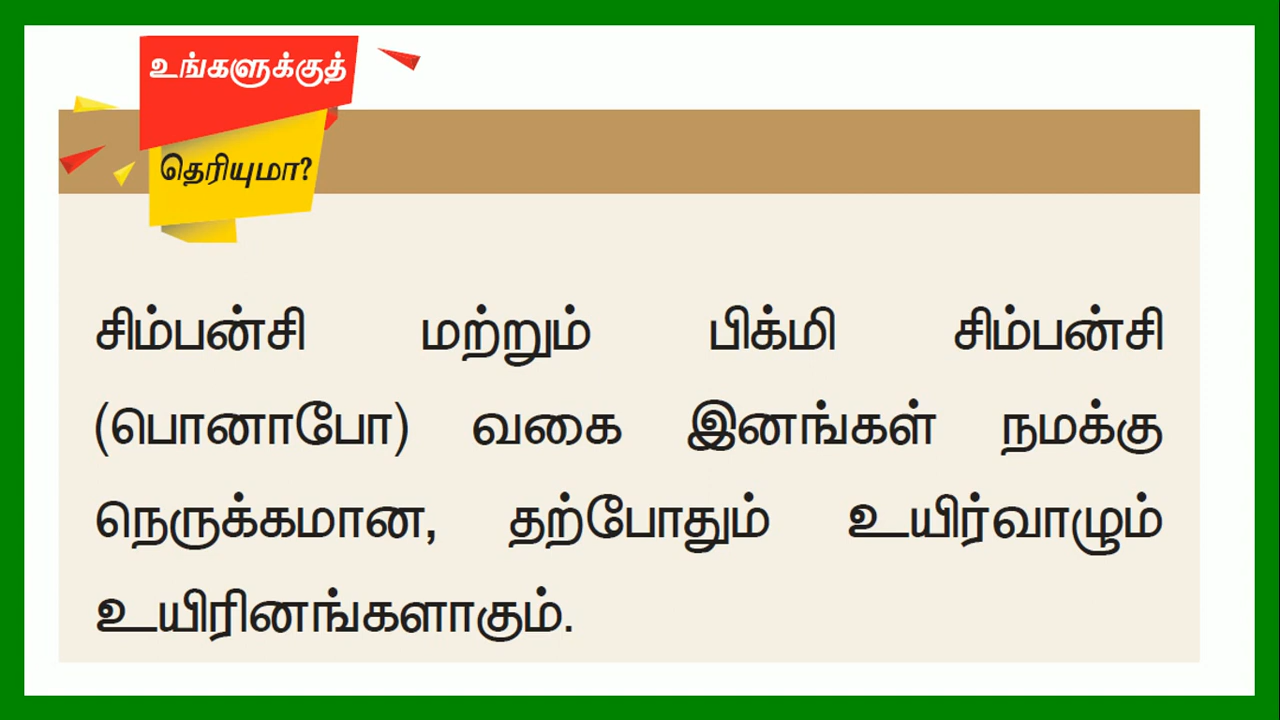 உங்களுக்குத்
தெரியுமா?
சிம்பன்சி மற்றும் பிக்மி சிம்பன்சி
(பொனாபோ) வகை இனங்கள் நமக்கு
நெருக்கமான, தற்போதும் உயிர்வாழும்
உயிரினங்களாகும்.